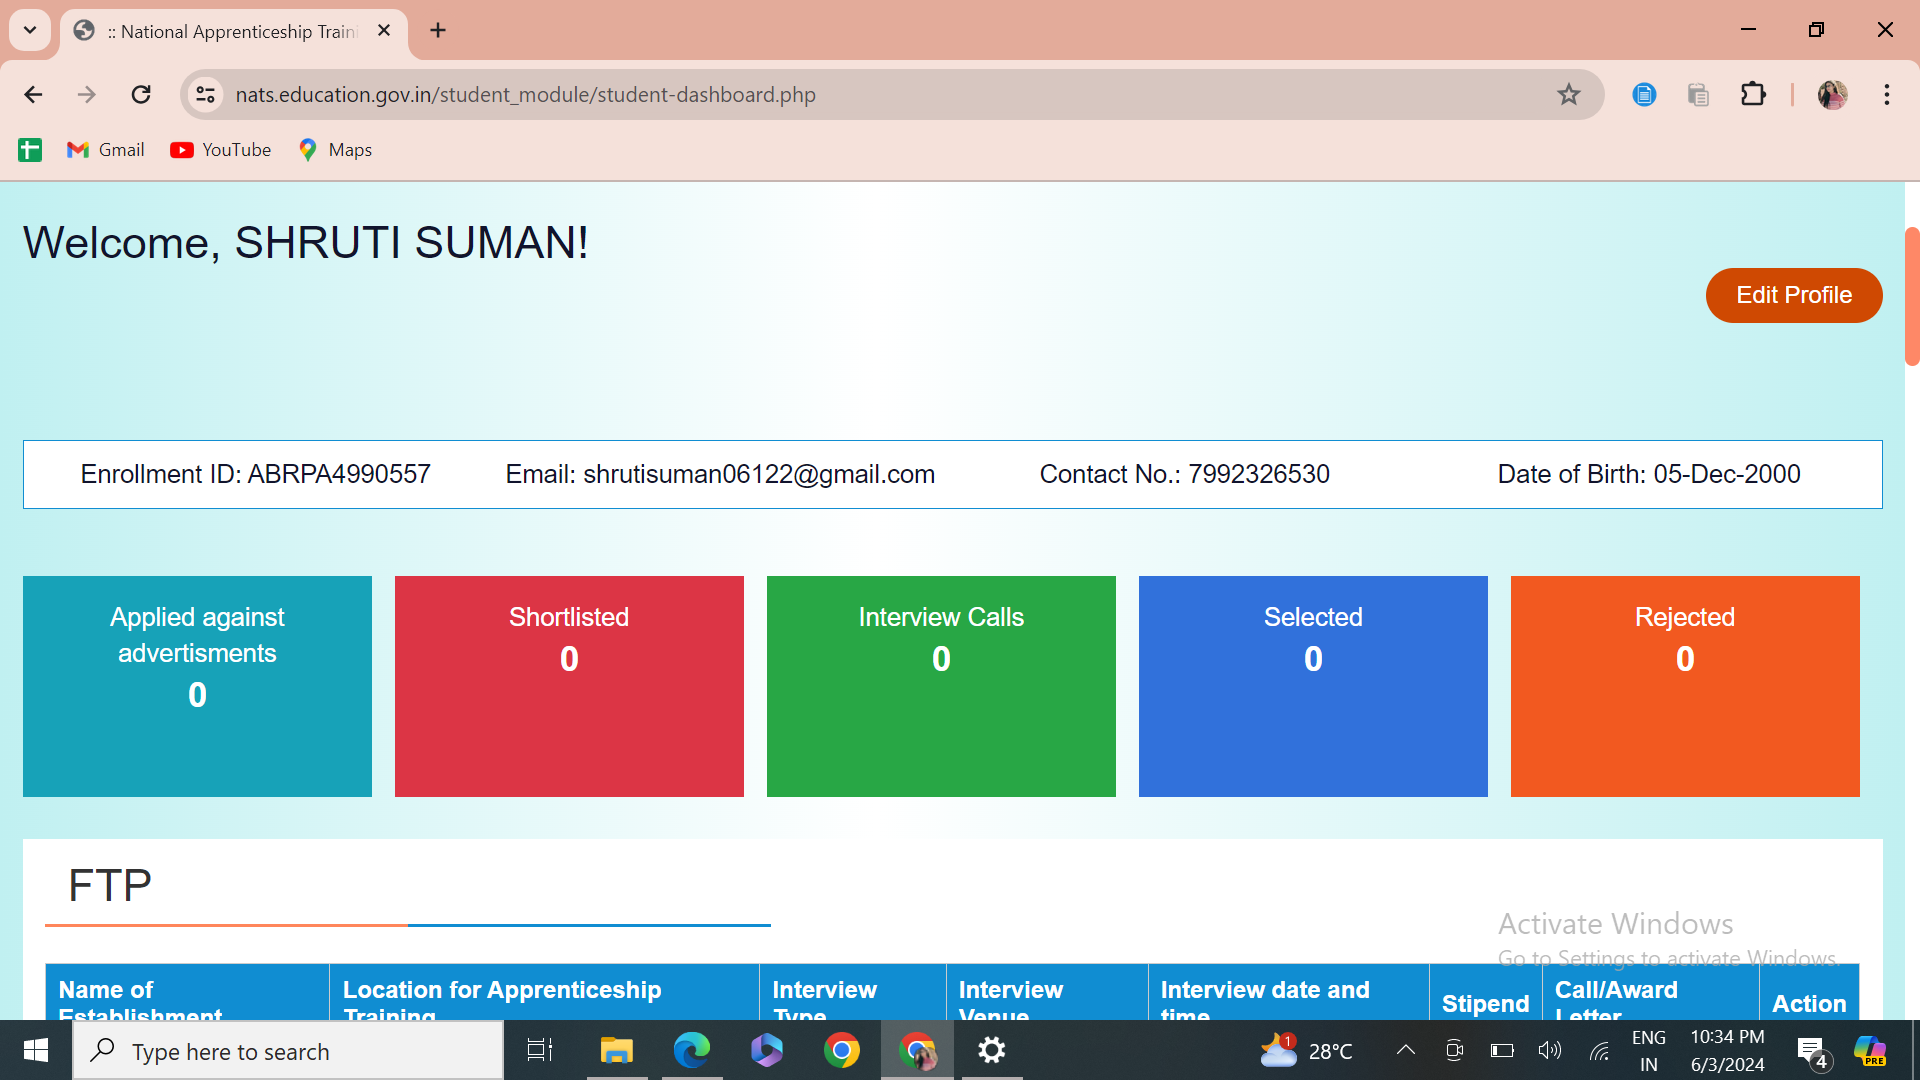 :: National Apprenticeship Traini
nats.education.gov.in/student_module/student-dashboard.php
Gmail YouTube Maps
Welcome, SHRUTI SUMAN!
Edit Profile
Enrollment ID: ABRPA4990557 Email: shrutisuman06122@gmail.com Contact No.: 7992326530 Date of Birth: 05-Dec-2000
Applied against
advertisments
0
Shortlisted
0
Interview Calls
0
Selected
0
Rejected
0
FTP
Activate Windows
Go to Settings to activate Windows.
Name of
Establishment
Location for Apprenticeship
Training
Interview
Type
Interview
Venue
Interview date and
time
Stipend
Call/Award
Letter
Action
Type here to search
1
28°C
ENG
IN
10:34 PM
6/3/2024
4
PRE